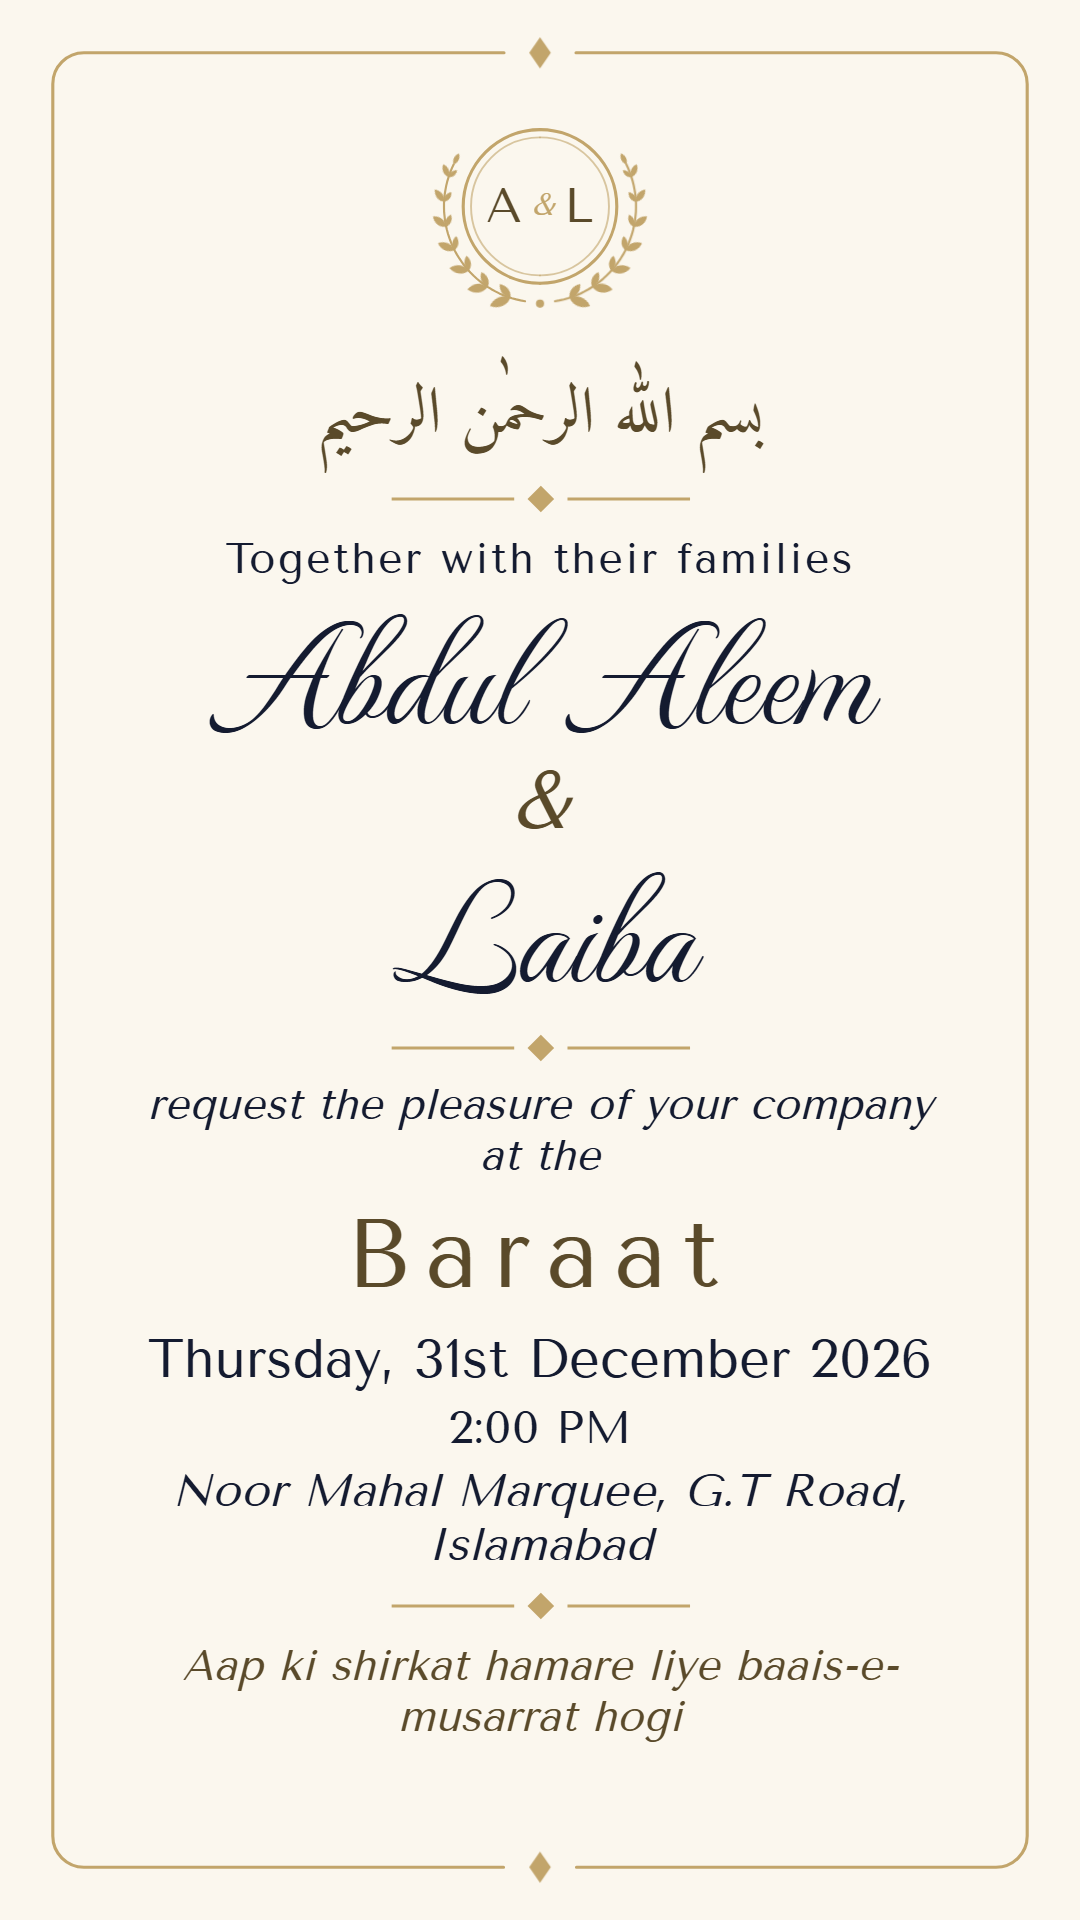 A & L
بسم الله الرحمٰن الرحيم
Together with their families
Abdul Aleem
&
Laiba
request the pleasure of your company
at the
Baraat
Thursday, 31st December 2026
2:00 PM
Noor Mahal Marquee, G.T Road,
Islamabad
Aap ki shirkat hamare liye baais-e-
musarrat hogi